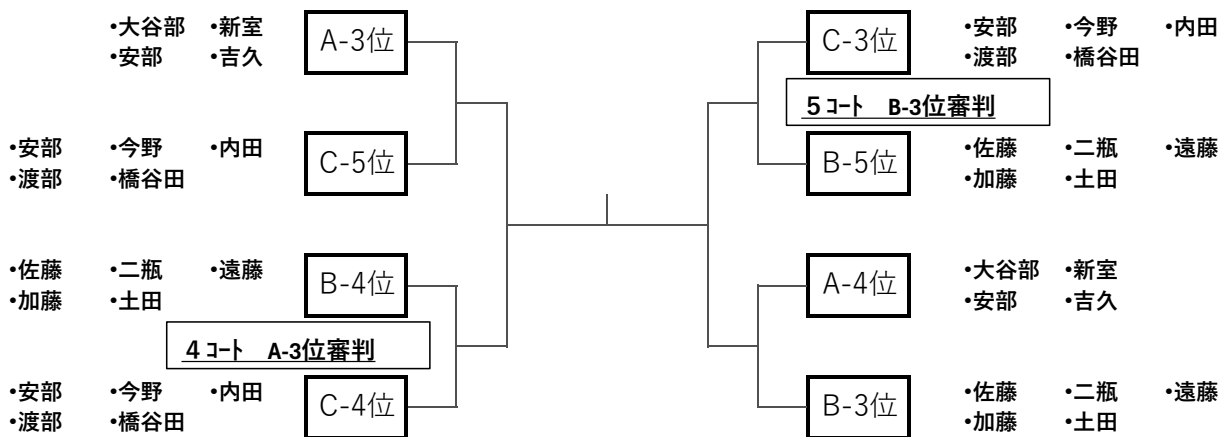 ・大谷部 ・新室
・安部 ・吉久
A-3位
・安部 ・今野 ・内田
・渡部 ・橋谷田
C-5位
・佐藤 ・二瓶 ・遠藤
・加藤 ・土田
B-4位
4 ｺｰﾄ A-3位審判
・安部 ・今野 ・内田
・渡部 ・橋谷田
C-4位
C-3位
・安部 ・今野 ・内田
・渡部 ・橋谷田
5 ｺｰﾄ B-3位審判
B-5位
・佐藤 ・二瓶 ・遠藤
・加藤 ・土田
A-4位
・大谷部 ・新室
・安部 ・吉久
B-3位
・佐藤 ・二瓶 ・遠藤
・加藤 ・土田